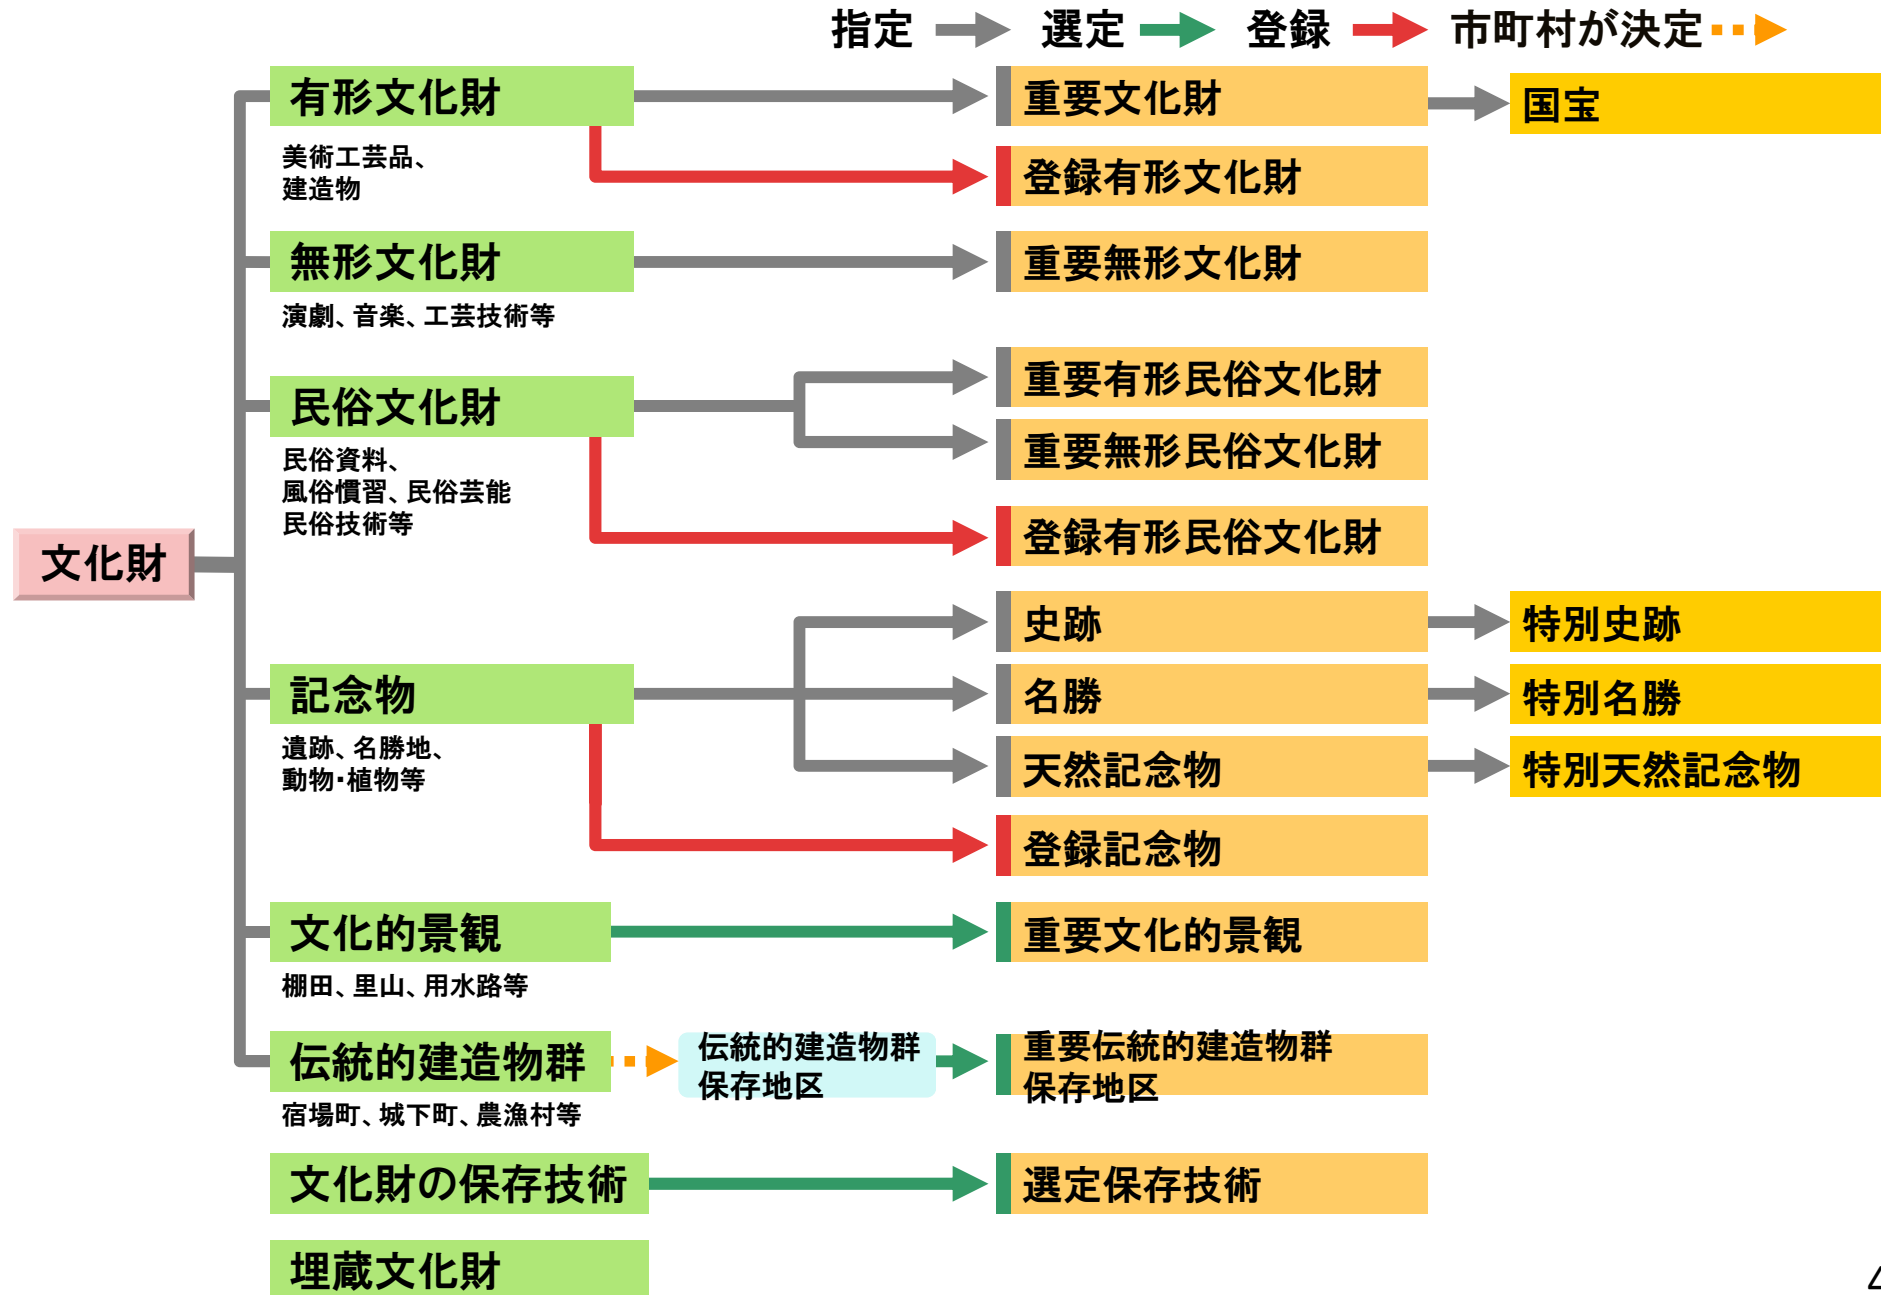 指定
選定
登録
市町村が決定
有形文化財
美術工芸品、
建造物
重要文化財
国宝
登録有形文化財
無形文化財
演劇、音楽、工芸技術等
重要無形文化財
民俗文化財
民俗資料、
風俗慣習、民俗芸能
民俗技術等
重要有形民俗文化財
重要無形民俗文化財
登録有形民俗文化財
文化財
記念物
遺跡、名勝地、
動物・植物等
史跡
特別史跡
名勝
特別名勝
天然記念物
特別天然記念物
登録記念物
文化的景観
棚田、里山、用水路等
重要文化的景観
伝統的建造物群
宿場町、城下町、農漁村等
伝統的建造物群
保存地区
重要伝統的建造物群
保存地区
文化財の保存技術
選定保存技術
埋蔵文化財